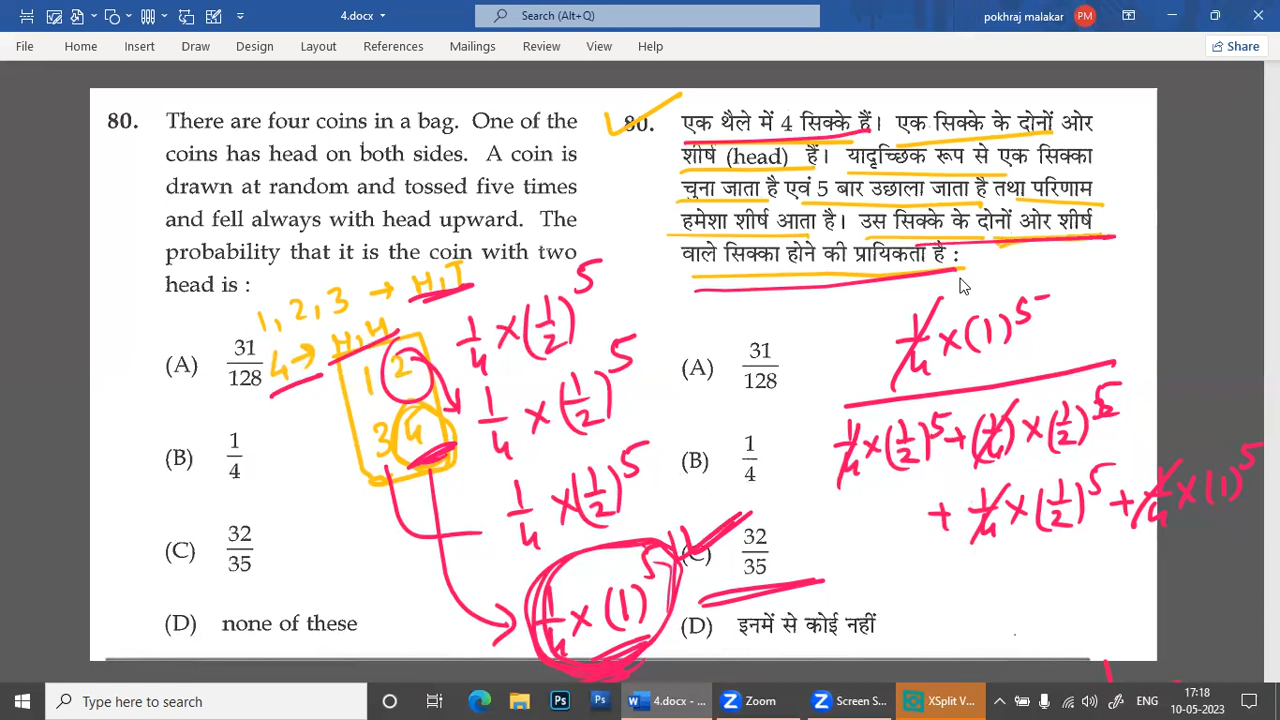 4.docx
Search (Alt+Q)
pokhraj malakar
PM
File Home Insert Draw Design Layout References Mailings Review View Help
Share
80. There are four coins in a bag. One of the
coins has head on both sides. A coin is
drawn at random and tossed five times
and fell always with head upward. The
probability that it is the coin with two
head is :
(A) 31/128
(B) 1/4
(C) 32/35
(D) none of these
80. एक थैले में 4 सिक्के हैं। एक सिक्के के दोनों ओर
शीर्ष (head) हैं। यादृच्छिक रूप से एक सिक्का
चुना जाता है एवं 5 बार उछाला जाता है तथा परिणाम
हमेशा शीर्ष आता है। उस सिक्के के दोनों ओर शीर्ष
वाले सिक्का होने की प्रायिकता है :
(A) 31/128
(B) 1/4
(C) 32/35
(D) इनमें से कोई नहीं
1, 2, 3 → H, T
4 → H, H
1 2
3 4
1/4 × (1/2)^5
1/4 × (1/2)^5
1/4 × (1/2)^5
1/4 × (1)^5
1/4 × (1)^5
1/4 × (1/2)^5 + (1/4) × (1/2)^5
+ 1/4 × (1/2)^5 + 1/4 × (1)^5
Type here to search
Ps
Ps
4.docx - ...
Zoom
Screen S...
XSplit V...
ENG
17:18
10-05-2023